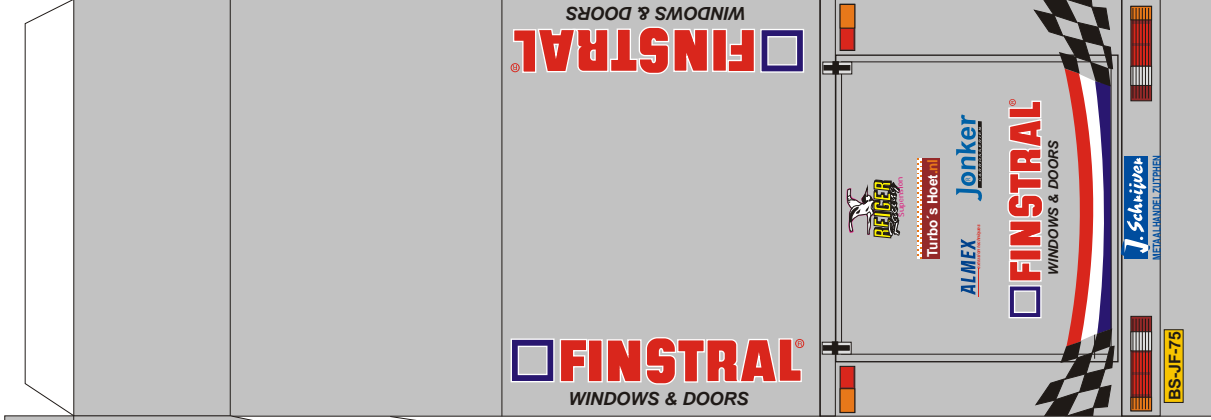 WINDOWS & DOORS
FINSTRAL®
FINSTRAL®
WINDOWS & DOORS
REIGER
Turbo´s Hoet.nl
Jonker
ALMEX
FINSTRAL®
WINDOWS & DOORS
J. Schrijver
METAALHANDEL ZUTPHEN
BS-JF-75